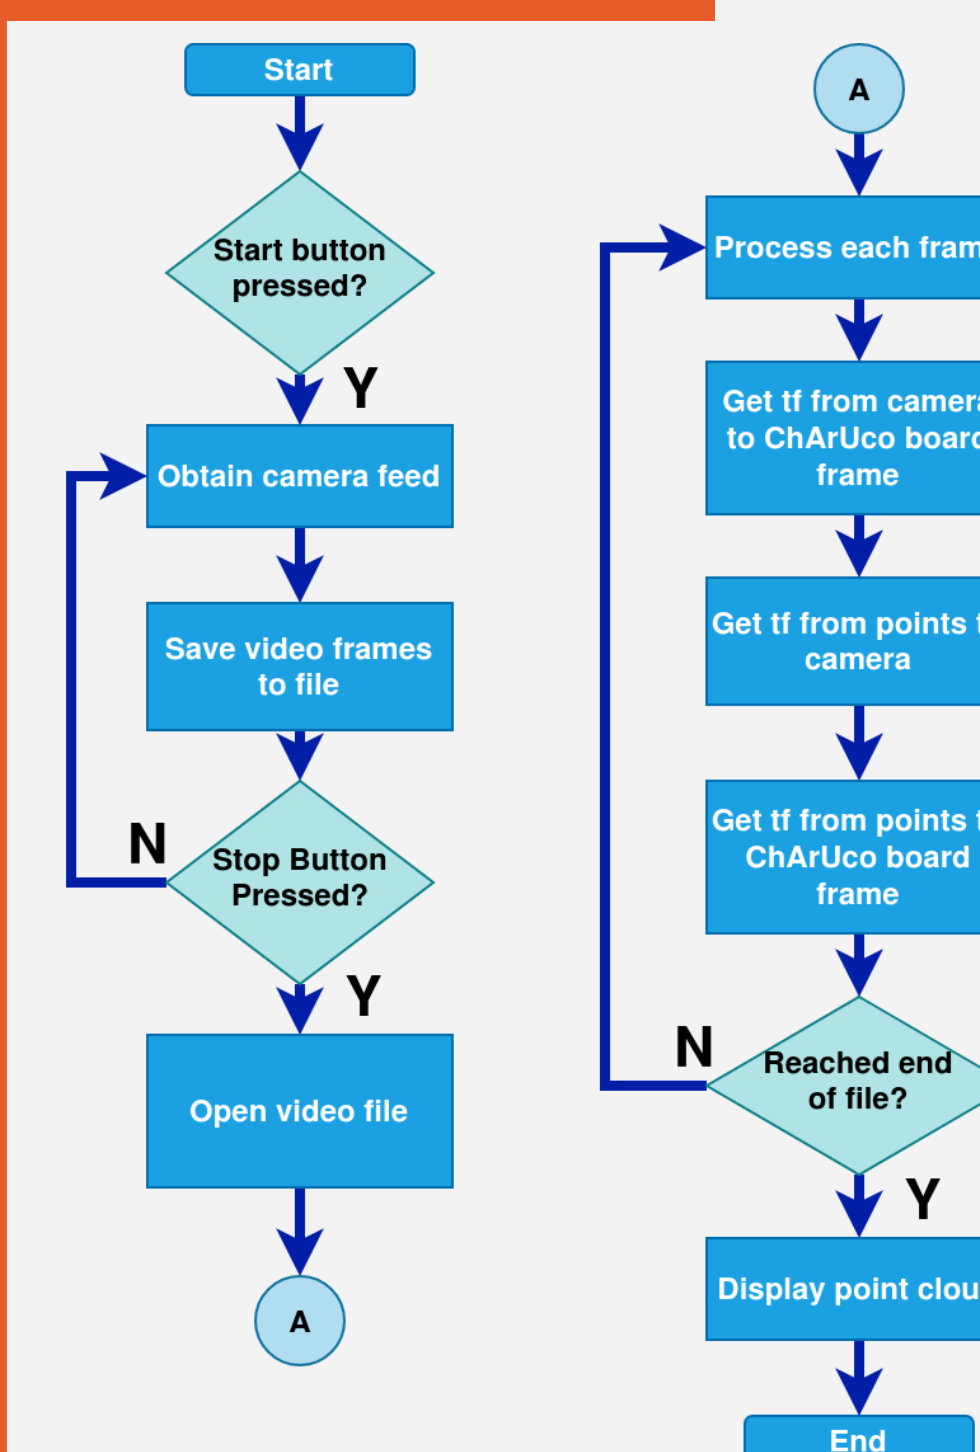 Start
Start button
pressed?
Y
Obtain camera feed
Save video frames
to file
N
Stop Button
Pressed?
Y
Open video file
A
A
Process each fram
Get tf from camera
to ChArUco board
frame
Get tf from points t
camera
Get tf from points t
ChArUco board
frame
N
Reached end
of file?
Y
Display point clou
End